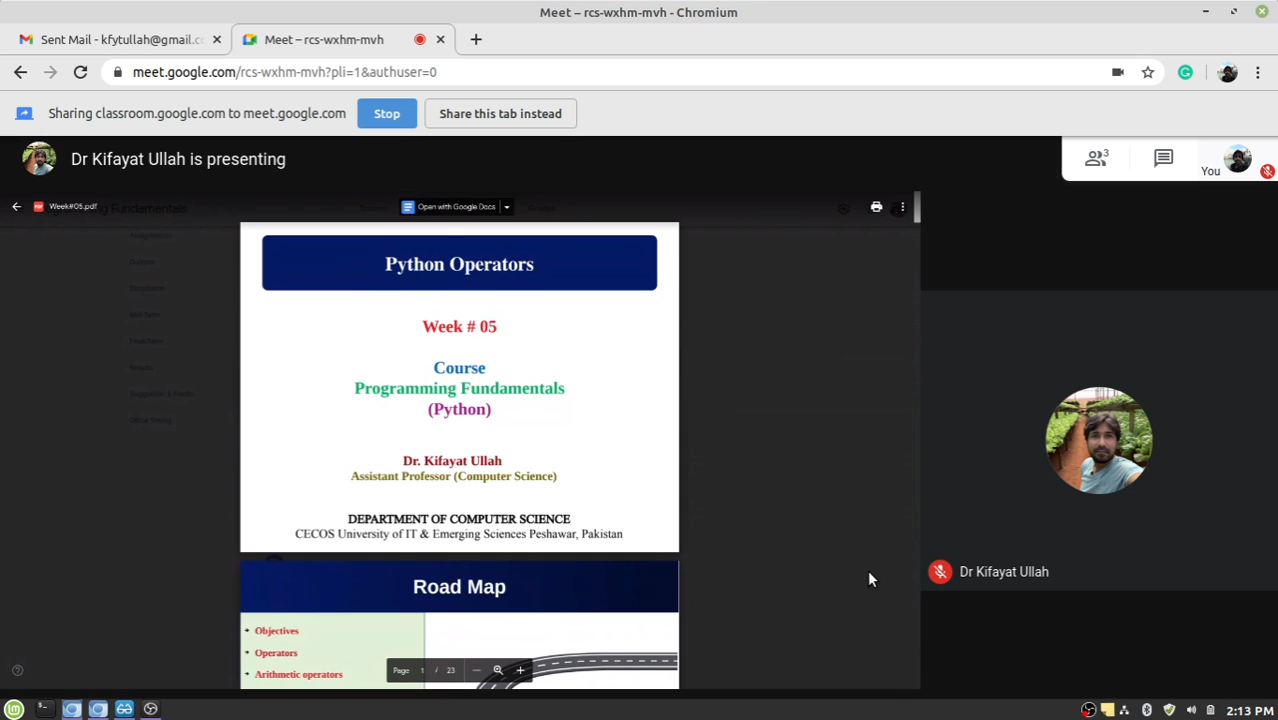 Meet – rcs-wxhm-mvh - Chromium
Sent Mail - kfytullah@gmail.cc
Meet – rcs-wxhm-mvh
meet.google.com/rcs-wxhm-mvh?pli=1&authuser=0
Sharing classroom.google.com to meet.google.com
Stop
Share this tab instead
Dr Kifayat Ullah is presenting
3
You
Week#05.pdf
Fundamentals
Open with Google Docs
Python Operators
Week # 05
Course
Programming Fundamentals
(Python)
Dr. Kifayat Ullah
Assistant Professor (Computer Science)
DEPARTMENT OF COMPUTER SCIENCE
CECOS University of IT & Emerging Sciences Peshawar, Pakistan
Dr Kifayat Ullah
Road Map
Objectives
Operators
Arithmetic operators
Page 1 / 23
2:13 PM